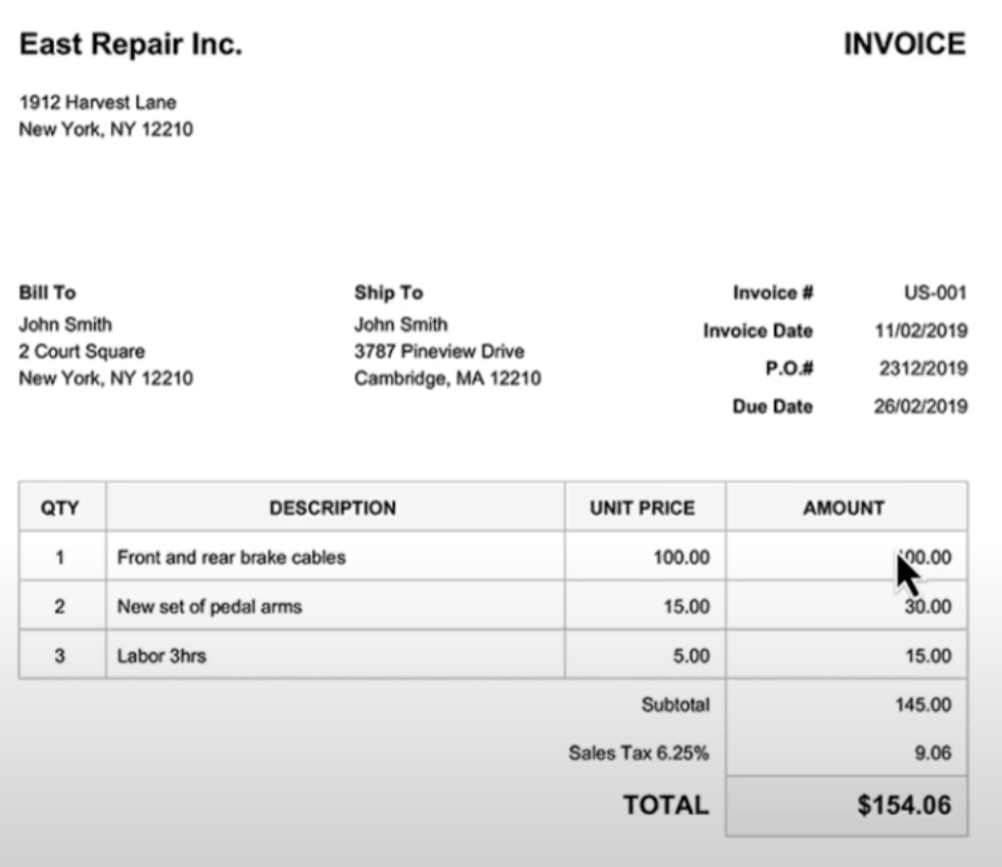 East Repair Inc. INVOICE
1912 Harvest Lane
New York, NY 12210
Bill To
John Smith
2 Court Square
New York, NY 12210
Ship To
John Smith
3787 Pineview Drive
Cambridge, MA 12210
Invoice # US-001
Invoice Date 11/02/2019
P.O.# 2312/2019
Due Date 26/02/2019
QTY DESCRIPTION UNIT PRICE AMOUNT
1 Front and rear brake cables 100.00
2 New set of pedal arms 15.00 30.00
3 Labor 3hrs 5.00 15.00
Subtotal 145.00
Sales Tax 6.25% 9.06
TOTAL $154.06